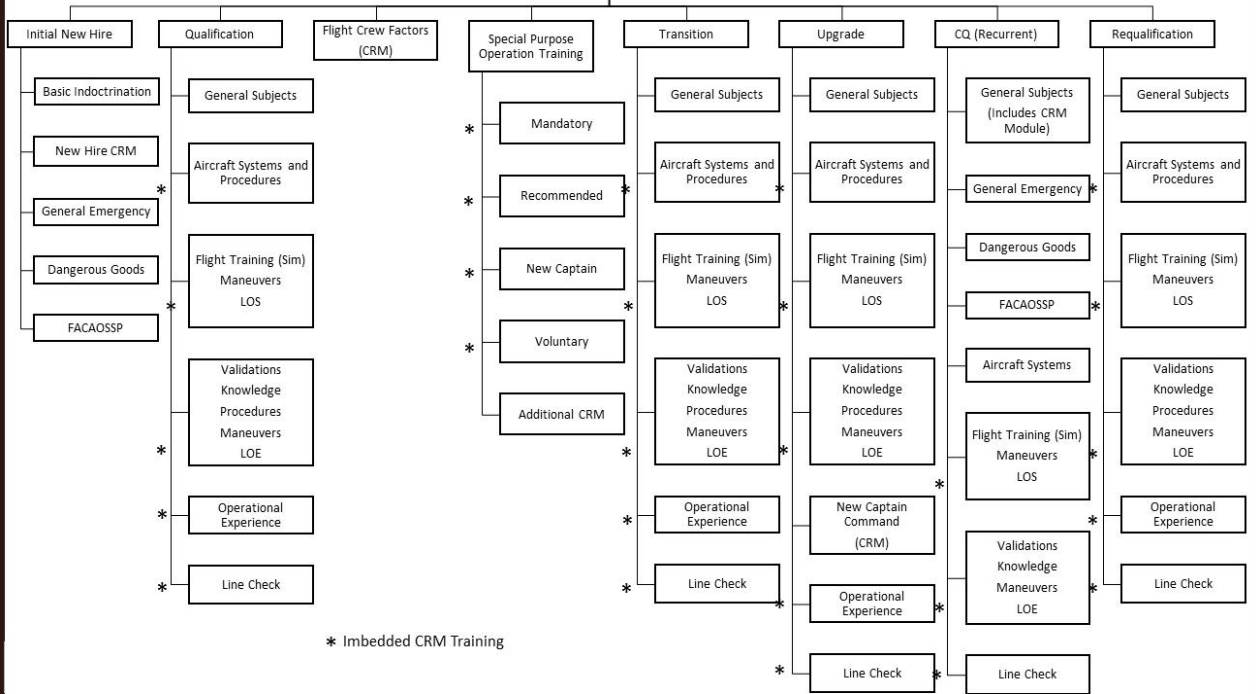 Initial New Hire
Basic Indoctrination
New Hire CRM
General Emergency
Dangerous Goods
FACAOSSP
Qualification
General Subjects
Aircraft Systems and
Procedures
*
Flight Training (Sim)
Maneuvers
LOS
*
Validations
Knowledge
Procedures
Maneuvers
LOE
*
Operational
Experience
*
Line Check
*
Flight Crew Factors
(CRM)
Special Purpose
Operation Training
Mandatory
*
Recommended
*
New Captain
*
Voluntary
*
Additional CRM
Transition
General Subjects
Aircraft Systems and
Procedures
*
Flight Training (Sim)
Maneuvers
LOS
*
Validations
Knowledge
Procedures
Maneuvers
LOE
*
Operational
Experience
*
Line Check
*
Upgrade
General Subjects
Aircraft Systems and
Procedures
*
Flight Training (Sim)
Maneuvers
LOS
*
Validations
Knowledge
Procedures
Maneuvers
LOE
*
New Captain
Command
(CRM)
Operational
Experience
*
Line Check
*
CQ (Recurrent)
General Subjects
(Includes CRM
Module)
General Emergency
Dangerous Goods
FACAOSSP
Aircraft Systems
Flight Training (Sim)
Maneuvers
LOS
*
Validations
Knowledge
Maneuvers
LOE
*
Line Check
*
Requalification
General Subjects
Aircraft Systems and
Procedures
*
Flight Training (Sim)
Maneuvers
LOS
*
Validations
Knowledge
Procedures
Maneuvers
LOE
*
Operational
Experience
*
Line Check
*
* Imbedded CRM Training